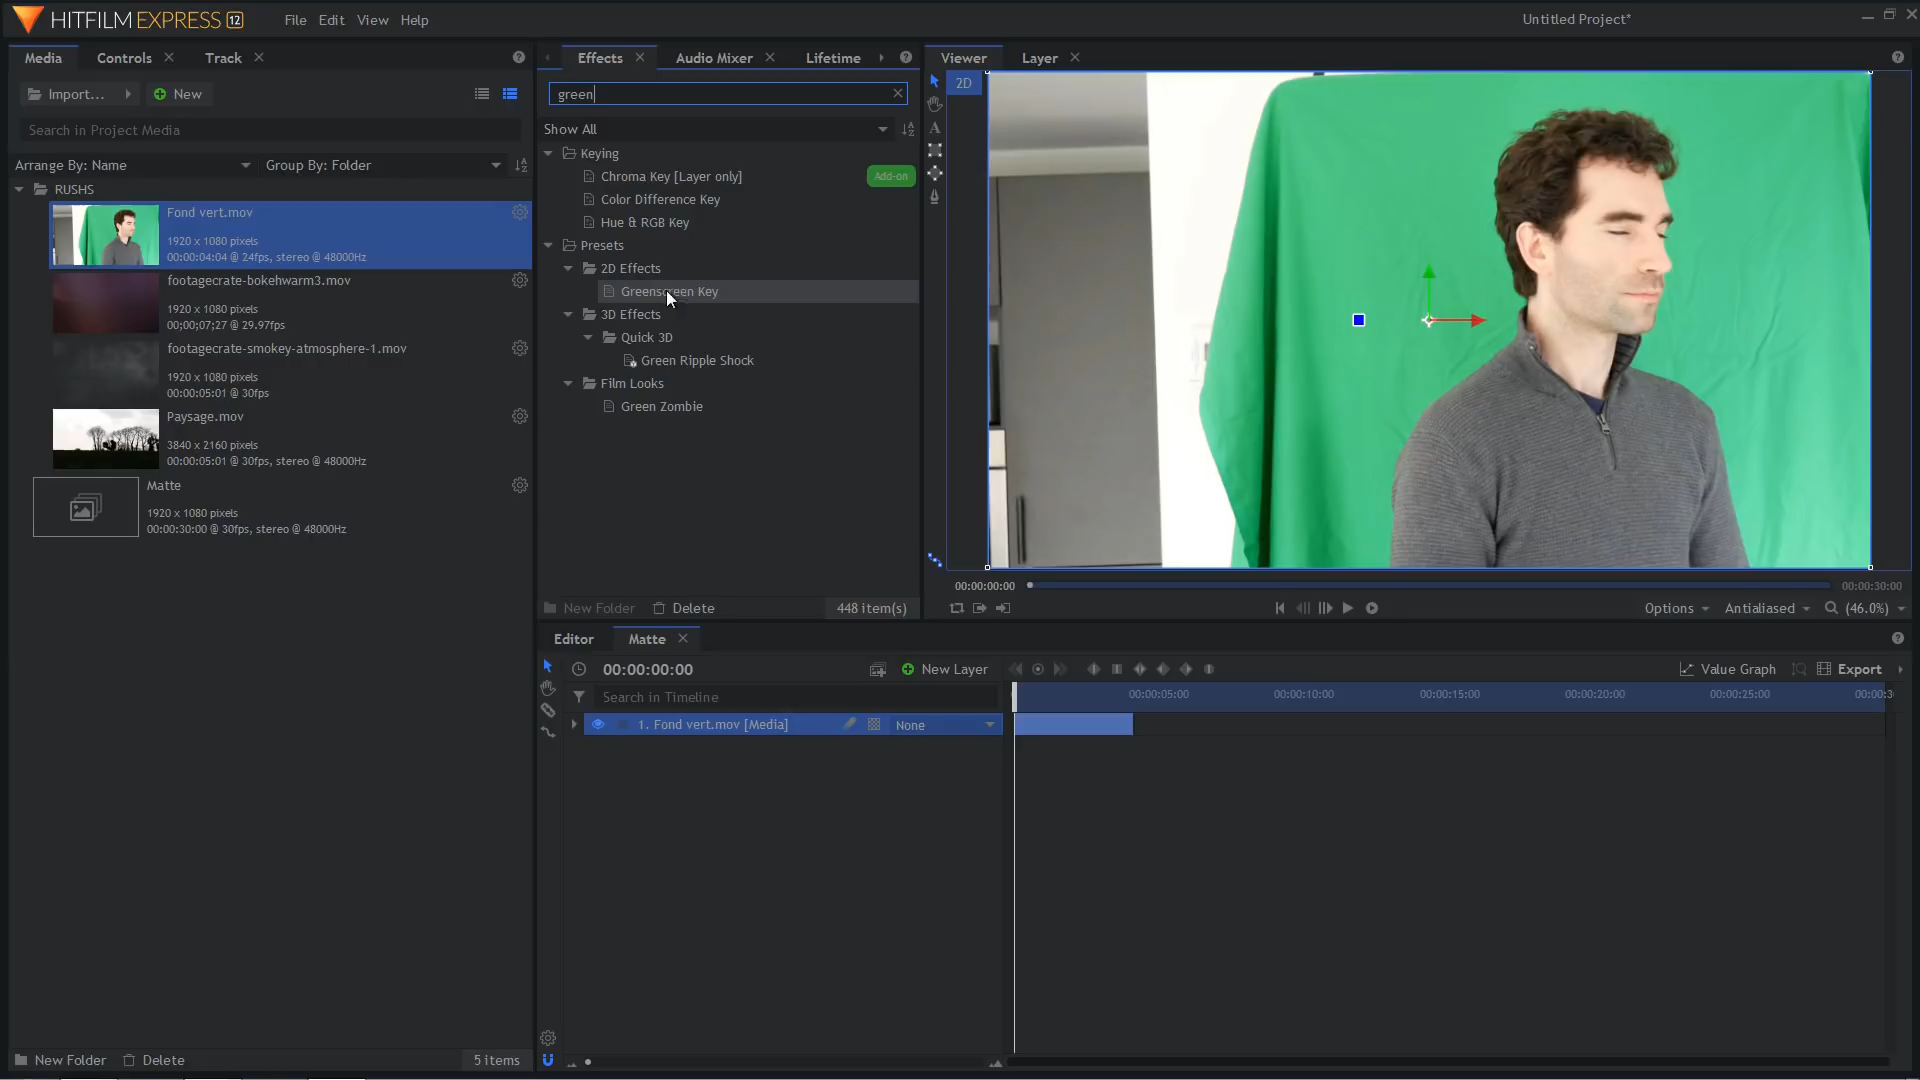 HITFILM EXPRESS 12
File Edit View Help
Untitled Project*
Media Controls Track
Import... New
Search in Project Media
Arrange By: Name Group By: Folder
RUSHS
Fond vert.mov
1920 x 1080 pixels
00:00:04:04 @ 24fps, stereo @ 48000Hz
footagecrate-bokehwarm3.mov
1920 x 1080 pixels
00;00;07;27 @ 29.97fps
footagecrate-smokey-atmosphere-1.mov
1920 x 1080 pixels
00:00:05:01 @ 30fps
Paysage.mov
3840 x 2160 pixels
00:00:05:01 @ 30fps, stereo @ 48000Hz
Matte
1920 x 1080 pixels
00:00:30:00 @ 30fps, stereo @ 48000Hz
New Folder Delete 5 items
Effects Audio Mixer Lifetime
green
Show All
Keying
Chroma Key [Layer only] Add-on
Color Difference Key
Hue & RGB Key
Presets
2D Effects
Greenscreen Key
3D Effects
Quick 3D
Green Ripple Shock
Film Looks
Green Zombie
New Folder Delete 448 item(s)
Viewer Layer
2D
A
00:00:00:00 00:00:30:00
Options Antialiased (46.0%)
Editor Matte
00:00:00:00 New Layer Value Graph Export
Search in Timeline
00:00:05:00 00:00:10:00 00:00:15:00 00:00:20:00 00:00:25:00 00:00:3
1. Fond vert.mov [Media] None